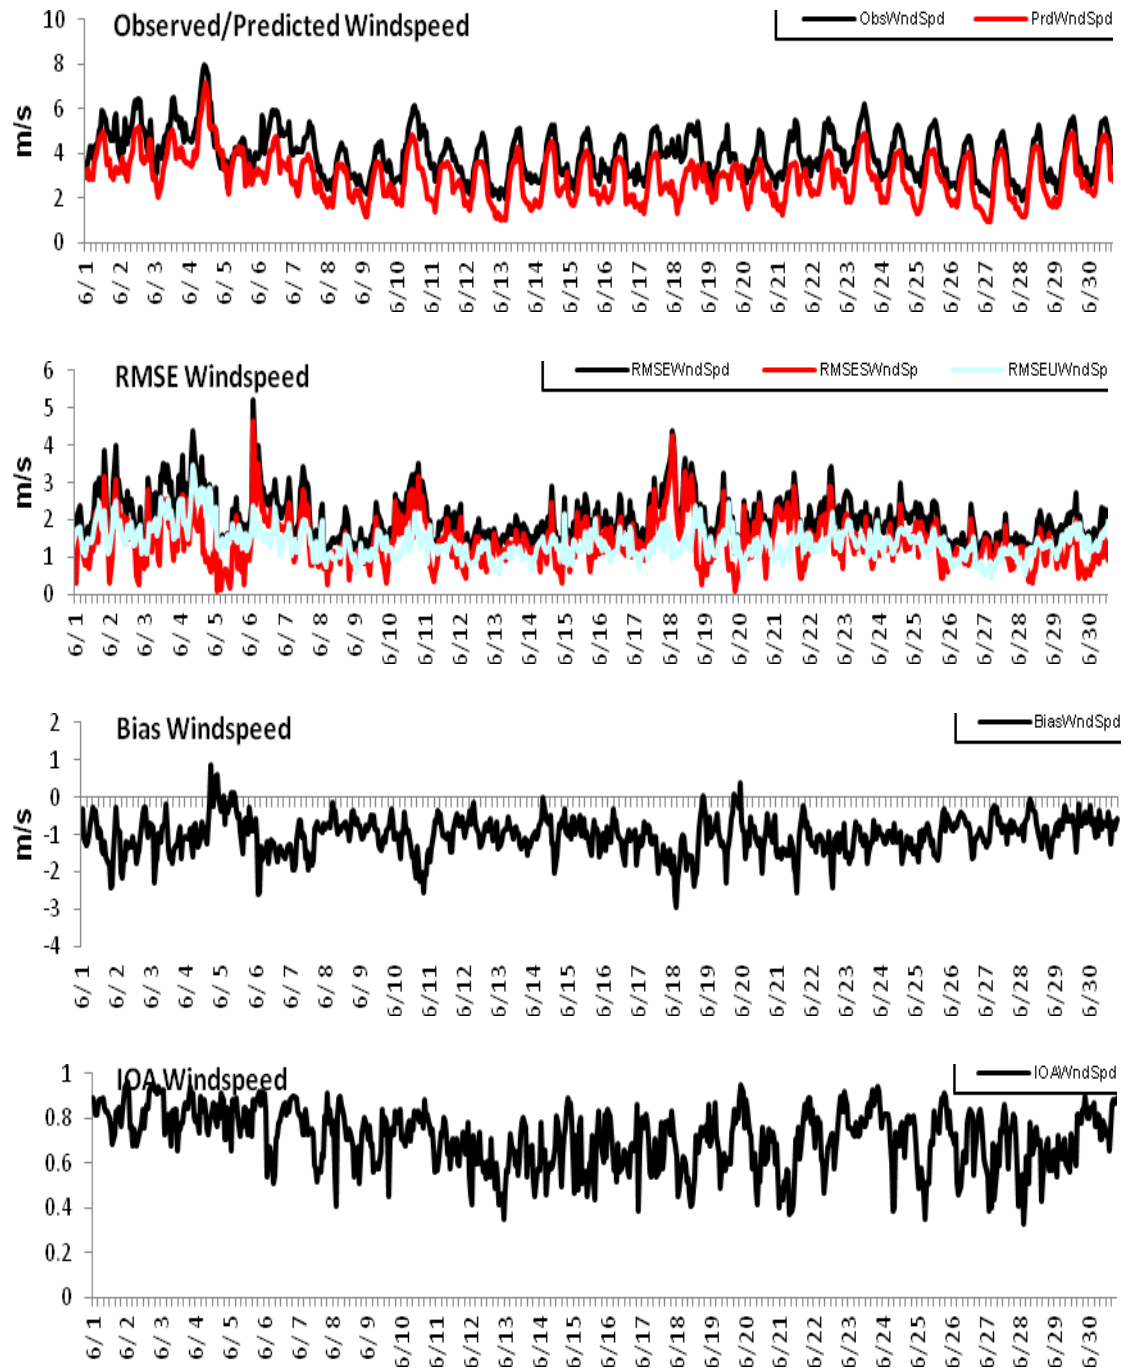 Observed/Predicted Windspeed
ObsWndSpd PrdWndSpd
m/s
10
8
6
4
2
0
6/1 6/2 6/3 6/4 6/5 6/6 6/7 6/8 6/9 6/10 6/11 6/12 6/13 6/14 6/15 6/16 6/17 6/18 6/19 6/20 6/21 6/22 6/23 6/24 6/25 6/26 6/27 6/28 6/29 6/30
RMSE Windspeed
RMSEWndSpd RMSESWndSp RMSEUWndSp
m/s
6
5
4
3
2
1
0
6/1 6/2 6/3 6/4 6/5 6/6 6/7 6/8 6/9 6/10 6/11 6/12 6/13 6/14 6/15 6/16 6/17 6/18 6/19 6/20 6/21 6/22 6/23 6/24 6/25 6/26 6/27 6/28 6/29 6/30
Bias Windspeed
BiasWndSpd
m/s
2
1
0
-1
-2
-3
-4
6/1 6/2 6/3 6/4 6/5 6/6 6/7 6/8 6/9 6/10 6/11 6/12 6/13 6/14 6/15 6/16 6/17 6/18 6/19 6/20 6/21 6/22 6/23 6/24 6/25 6/26 6/27 6/28 6/29 6/30
IOA Windspeed
IOAWndSpd
1
0.8
0.6
0.4
0.2
0
6/1 6/2 6/3 6/4 6/5 6/6 6/7 6/8 6/9 6/10 6/11 6/12 6/13 6/14 6/15 6/16 6/17 6/18 6/19 6/20 6/21 6/22 6/23 6/24 6/25 6/26 6/27 6/28 6/29 6/30